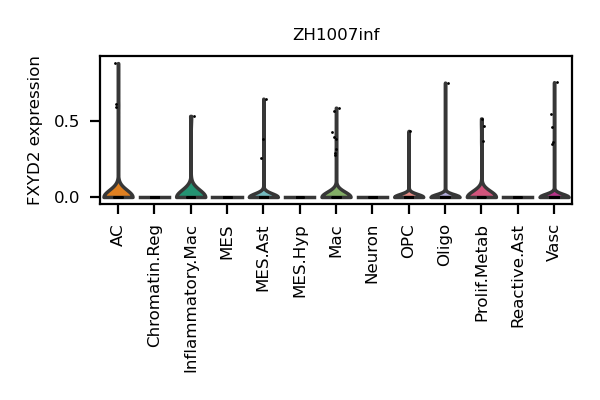 ZH1007inf
FXYD2 expression
0.5
0.0
AC
Chromatin.Reg
Inflammatory.Mac
MES
MES.Ast
MES.Hyp
Mac
Neuron
OPC
Oligo
Prolif.Metab
Reactive.Ast
Vasc